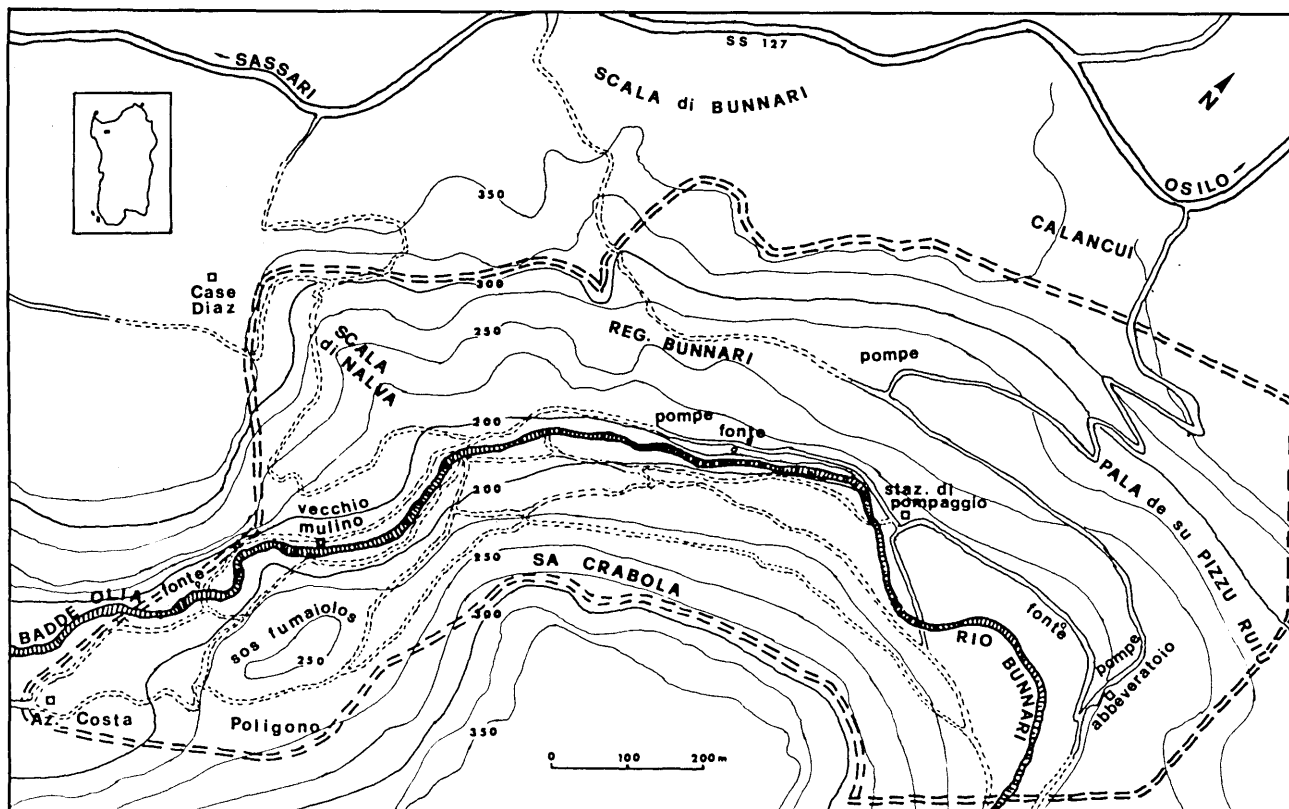 SS 127
– SASSARI
SCALA di BUNNARI
N
OSILO –
350
CALANCUI
Case
Diaz
300
SCALA
di NALVA
250
REG. BUNNARI
pompe
200
pompe
fonte
PALA de su PIZZU RUIU
vecchio
mulino
200
staz. di
pompaggio
250
SA CRABOLA
BADDE OLIA
fonte
300
sos fumaiolos
250
RIO BUNNARI
fonte
pompe
abbeveratoio
Az. Costa
Poligono
350
0 100 200 m